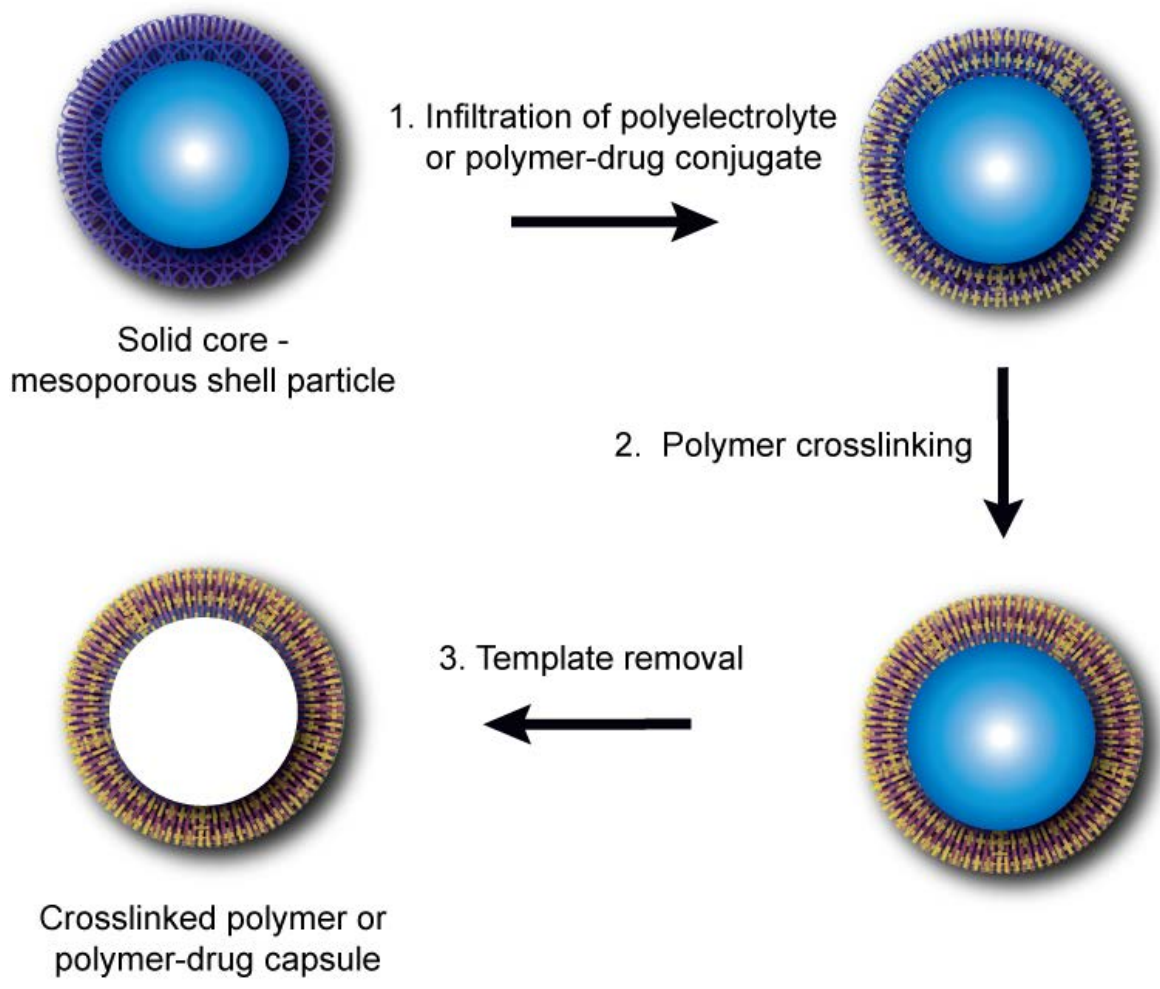 1. Infiltration of polyelectrolyte
or polymer-drug conjugate
Solid core -
mesoporous shell particle
2. Polymer crosslinking
3. Template removal
Crosslinked polymer or
polymer-drug capsule